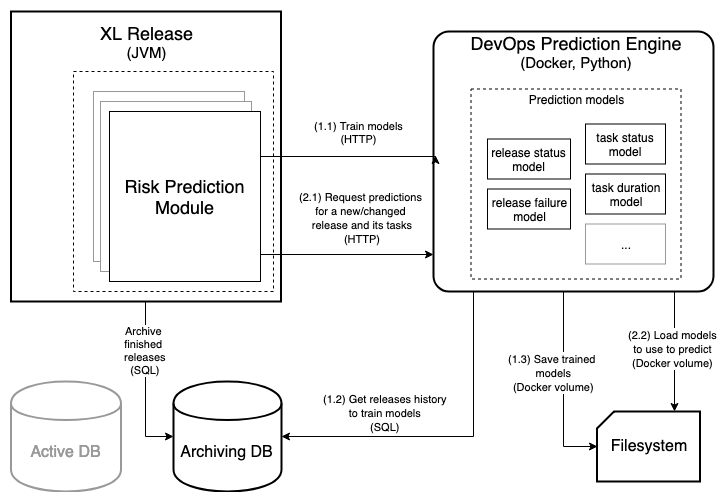 XL Release
(JVM)
Risk Prediction
Module
(1.1) Train models
(HTTP)
(2.1) Request predictions
for a new/changed
release and its tasks
(HTTP)
DevOps Prediction Engine
(Docker, Python)
Prediction models
release status
model
task status
model
release failure
model
task duration
model
...
Archive
finished
releases
(SQL)
(1.2) Get releases history
to train models
(SQL)
(1.3) Save trained
models
(Docker volume)
(2.2) Load models
to use to predict
(Docker volume)
Active DB
Archiving DB
Filesystem